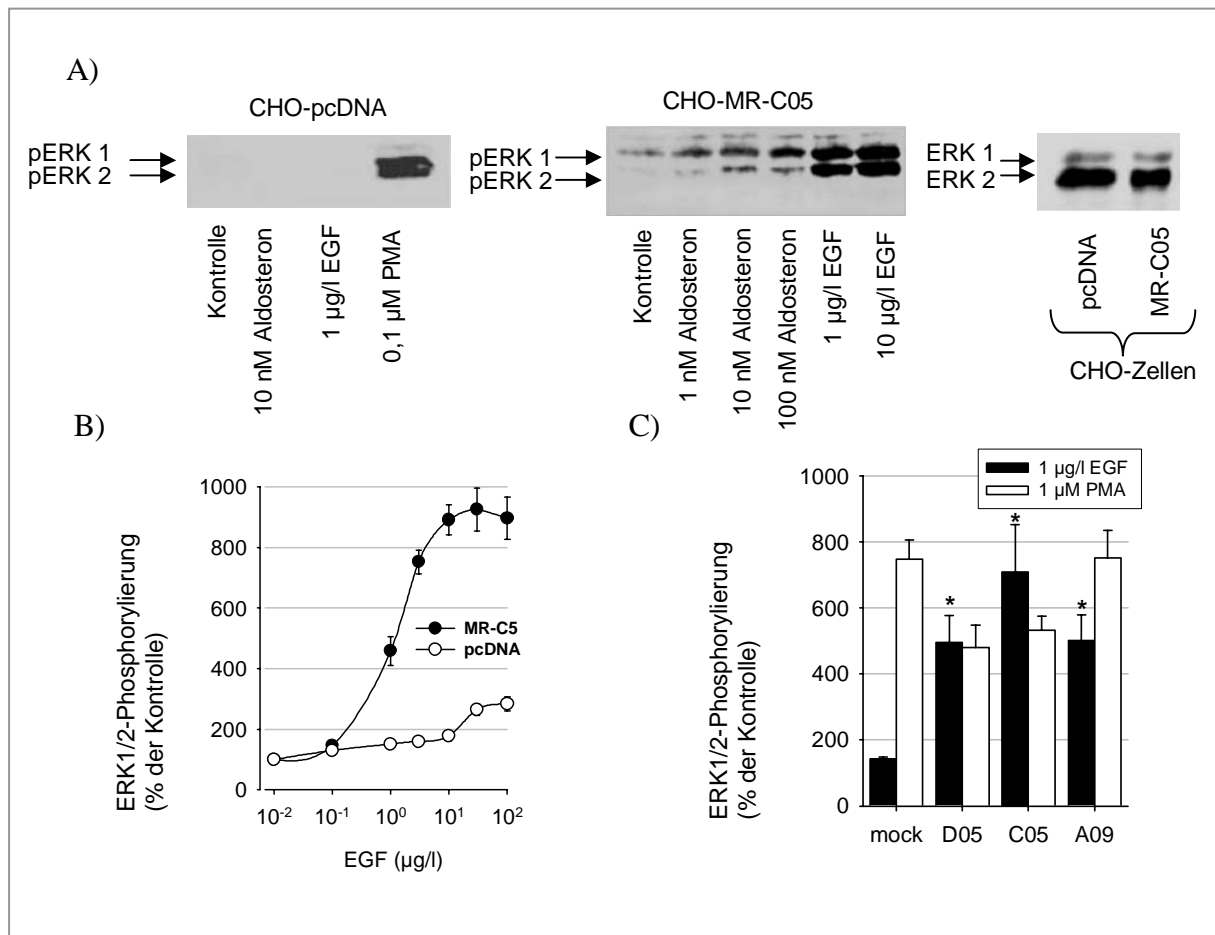 A)
CHO-pcDNA
pERK 1
pERK 2
Kontrolle
10 nM Aldosteron
1 µg/l EGF
0,1 µM PMA
CHO-MR-C05
pERK 1
pERK 2
Kontrolle
1 nM Aldosteron
10 nM Aldosteron
100 nM Aldosteron
1 µg/l EGF
10 µg/l EGF
ERK 1
ERK 2
pcDNA
MR-C05
CHO-Zellen
B)
ERK1/2-Phosphorylierung
(% der Kontrolle)
1000
800
600
400
200
0
MR-C5
pcDNA
10-2
10-1
100
101
102
EGF (µg/l)
C)
1 µg/l EGF
1 µM PMA
ERK1/2-Phosphorylierung
(% der Kontrolle)
1000
800
600
400
200
0
*
*
*
mock
D05
C05
A09